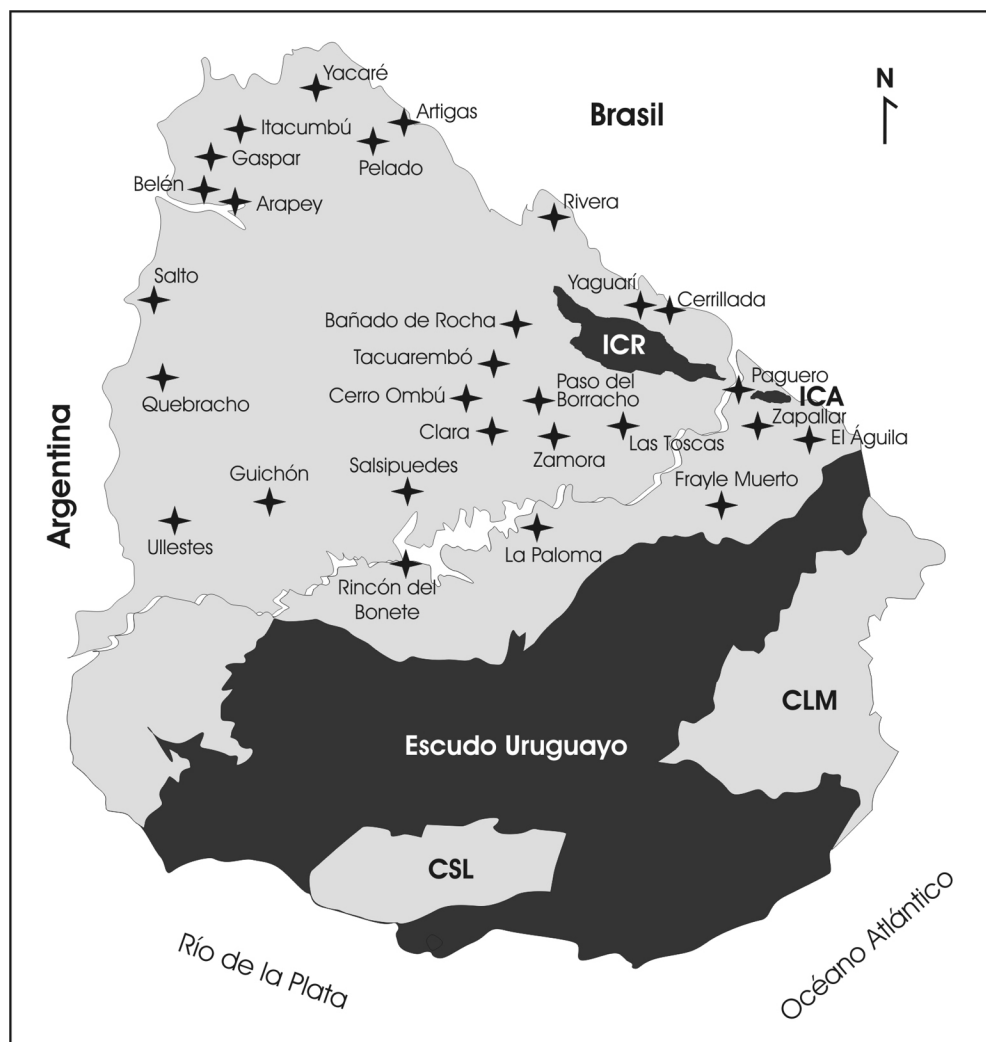 Yacaré
N
Artigas
Brasil
Itacumbú
Pelado
Gaspar
Belén
Arapey
Rivera
Salto
Yaguarí
Cerrillada
Bañado de Rocha
ICR
Tacuarembó
Paguero
Cerro Ombú
Paso del
Borracho
ICA
Quebracho
Zapallar
Clara
Las Toscas
El Águila
Zamora
Argentina
Salsipuedes
Guichón
Frayle Muerto
Ullestes
La Paloma
Rincón del
Bonete
CLM
Escudo Uruguayo
CSL
Río de la Plata
Océano Atlántico